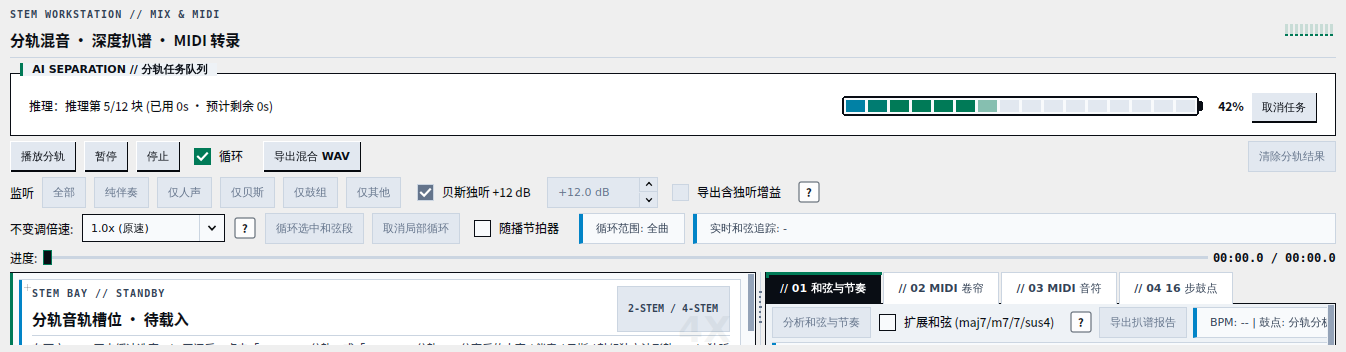 STEM WORKSTATION // MIX & MIDI
分轨混音 · 深度扒谱 · MIDI 转录
AI SEPARATION // 分轨任务队列
推理: 推理第 5/12 块 (已用 0s · 预计剩余 0s)
42%
取消任务
播放分轨 暂停 停止 循环 导出混合 WAV 清除分轨结果
监听 全部 纯伴奏 仅人声 仅贝斯 仅鼓组 仅其他 贝斯独听 +12 dB +12.0 dB 导出含独听增益 ?
不变调倍速: 1.0x (原速) ? 循环选中和弦段 取消局部循环 随播节拍器 循环范围: 全曲 实时和弦追踪: -
进度: 00:00.0 / 00:00.0
STEM BAY // STANDBY
分轨音轨槽位 · 待载入
2-STEM / 4-STEM
4X
// 01 和弦与节奏 // 02 MIDI 卷帘 // 03 MIDI 音符 // 04 16 步鼓点
分析和弦与节奏 扩展和弦 (maj7/m7/7/sus4) ? 导出扒谱报告 BPM: -- | 鼓点: 分轨分析